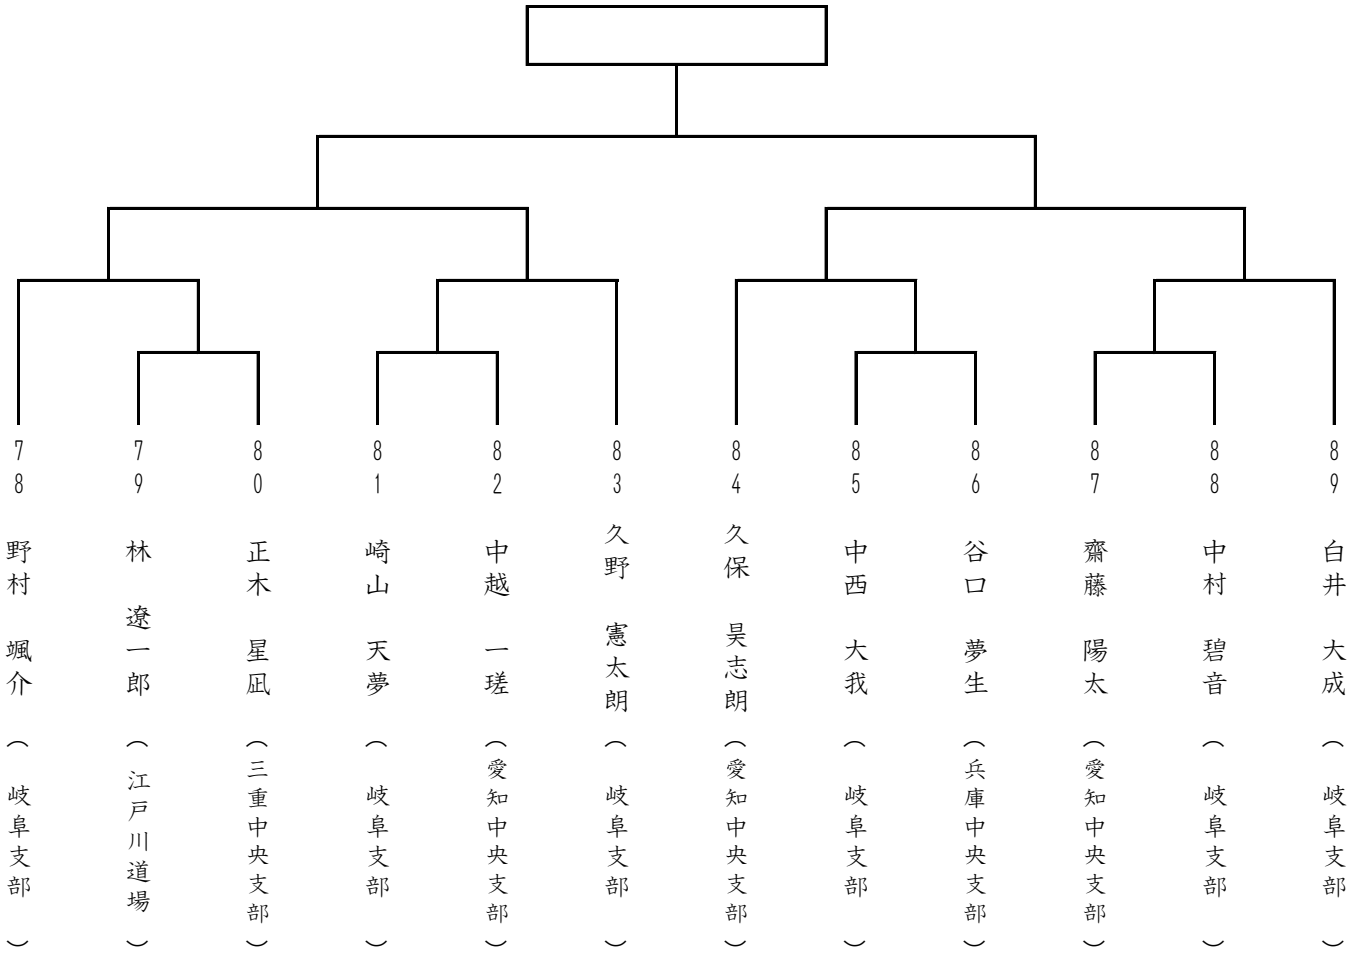 78 野村 颯介 （岐阜支部）
79 林 遼一郎 （江戸川道場）
80 正木 星凪 （三重中央支部）
81 崎山 天夢 （岐阜支部）
82 中越 一瑳 （愛知中央支部）
83 久野 憲太朗 （岐阜支部）
84 久保 昊志朗 （愛知中央支部）
85 中西 大我 （岐阜支部）
86 谷口 夢生 （兵庫中央支部）
87 齋藤 陽太 （愛知中央支部）
88 中村 碧音 （岐阜支部）
89 白井 大成 （岐阜支部）